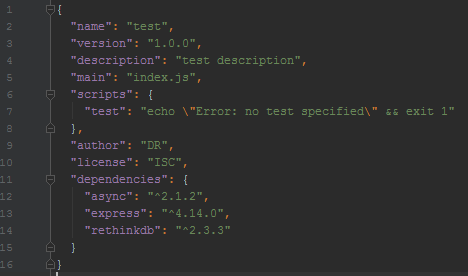 1 {
2 "name": "test",
3 "version": "1.0.0",
4 "description": "test description",
5 "main": "index.js",
6 "scripts": {
7 "test": "echo \"Error: no test specified\" && exit 1"
8 },
9 "author": "DR",
10 "license": "ISC",
11 "dependencies": {
12 "async": "^2.1.2",
13 "express": "^4.14.0",
14 "rethinkdb": "^2.3.3"
15 }
16 }